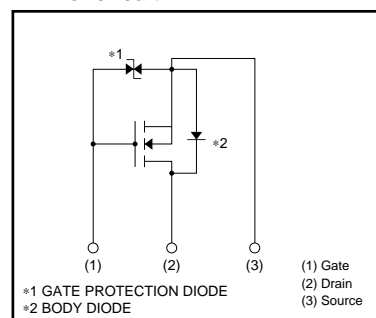 ∗1
∗2
(1) (2) (3)
∗1 GATE PROTECTION DIODE
∗2 BODY DIODE
(1) Gate
(2) Drain
(3) Source